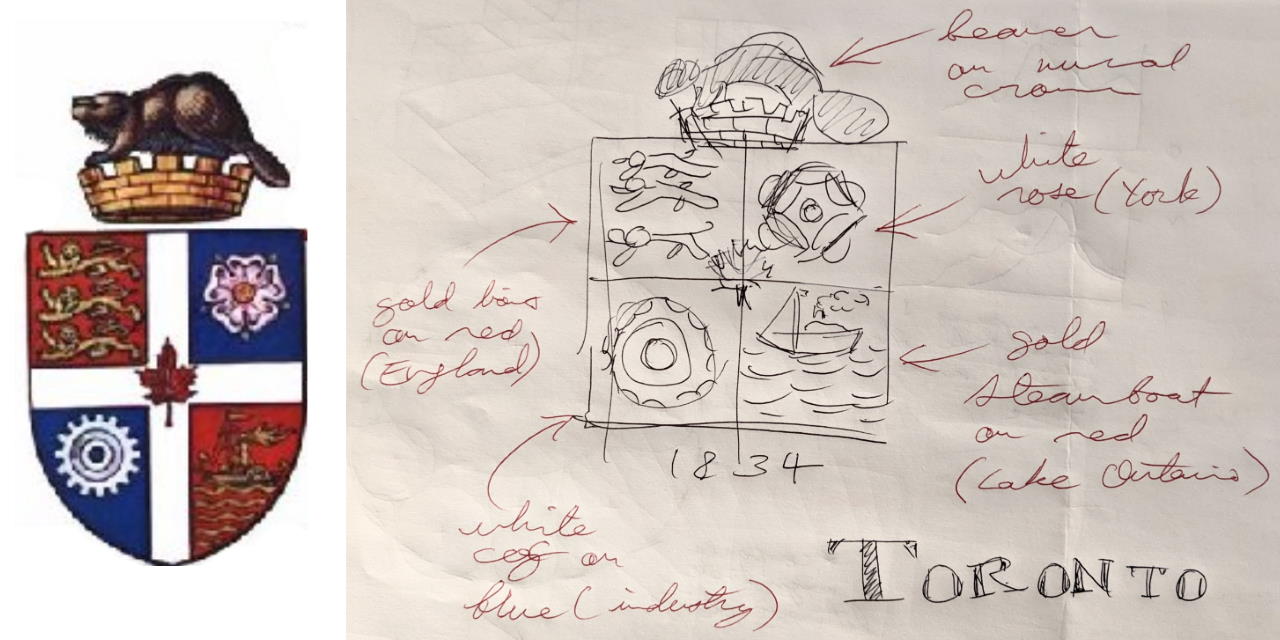 beaver
on mural
crown
white
rose (York)
gold lions
on red
(England)
gold
steamboat
on red
(Lake Ontario)
1834
white
cog on
blue (industry)
TORONTO